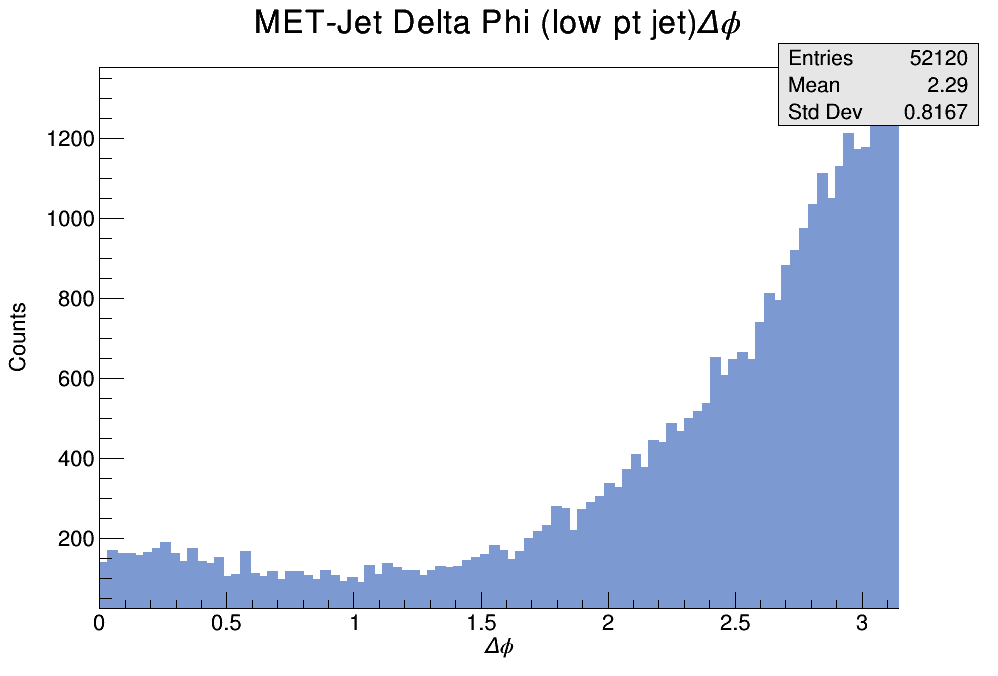 MET-Jet Delta Phi (low pt jet)Δϕ
Entries 52120
Mean 2.29
Std Dev 0.8167
1200
1000
800
600
400
200
Counts
0 0.5 1 1.5 2 2.5 3
Δϕ